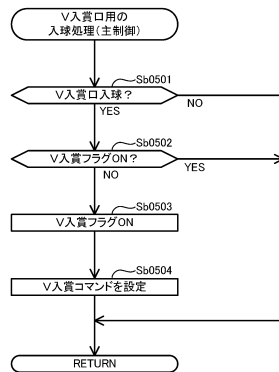 V入賞口用の
入球処理(主制御)
Sb0501
V入賞口入球？
NO
YES
Sb0502
V入賞フラグON？
YES
NO
Sb0503
V入賞フラグON
Sb0504
V入賞コマンドを設定
RETURN